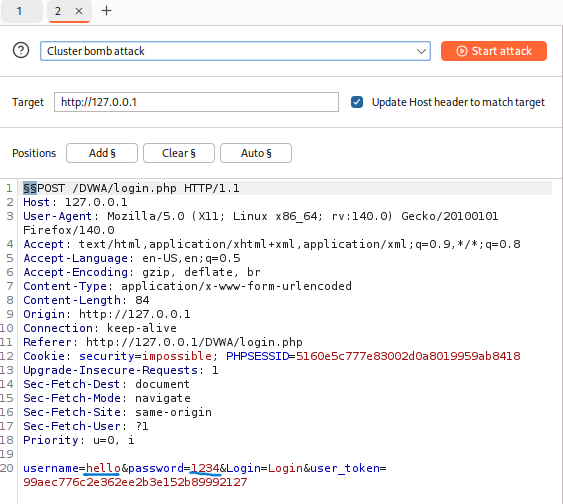 1 2 × +
? Cluster bomb attack Start attack
Target http://127.0.0.1 Update Host header to match target
Positions Add § Clear § Auto §
1 §§POST /DVWA/login.php HTTP/1.1
2 Host: 127.0.0.1
3 User-Agent: Mozilla/5.0 (X11; Linux x86_64; rv:140.0) Gecko/20100101
Firefox/140.0
4 Accept: text/html,application/xhtml+xml,application/xml;q=0.9,*/*;q=0.8
5 Accept-Language: en-US,en;q=0.5
6 Accept-Encoding: gzip, deflate, br
7 Content-Type: application/x-www-form-urlencoded
8 Content-Length: 84
9 Origin: http://127.0.0.1
10 Connection: keep-alive
11 Referer: http://127.0.0.1/DVWA/login.php
12 Cookie: security=impossible; PHPSESSID=5160e5c777e83002d0a8019959ab8418
13 Upgrade-Insecure-Requests: 1
14 Sec-Fetch-Dest: document
15 Sec-Fetch-Mode: navigate
16 Sec-Fetch-Site: same-origin
17 Sec-Fetch-User: ?1
18 Priority: u=0, i
19
20 username=hello&password=1234&Login=Login&user_token=
99aec776c2e362ee2b3e152b89992127